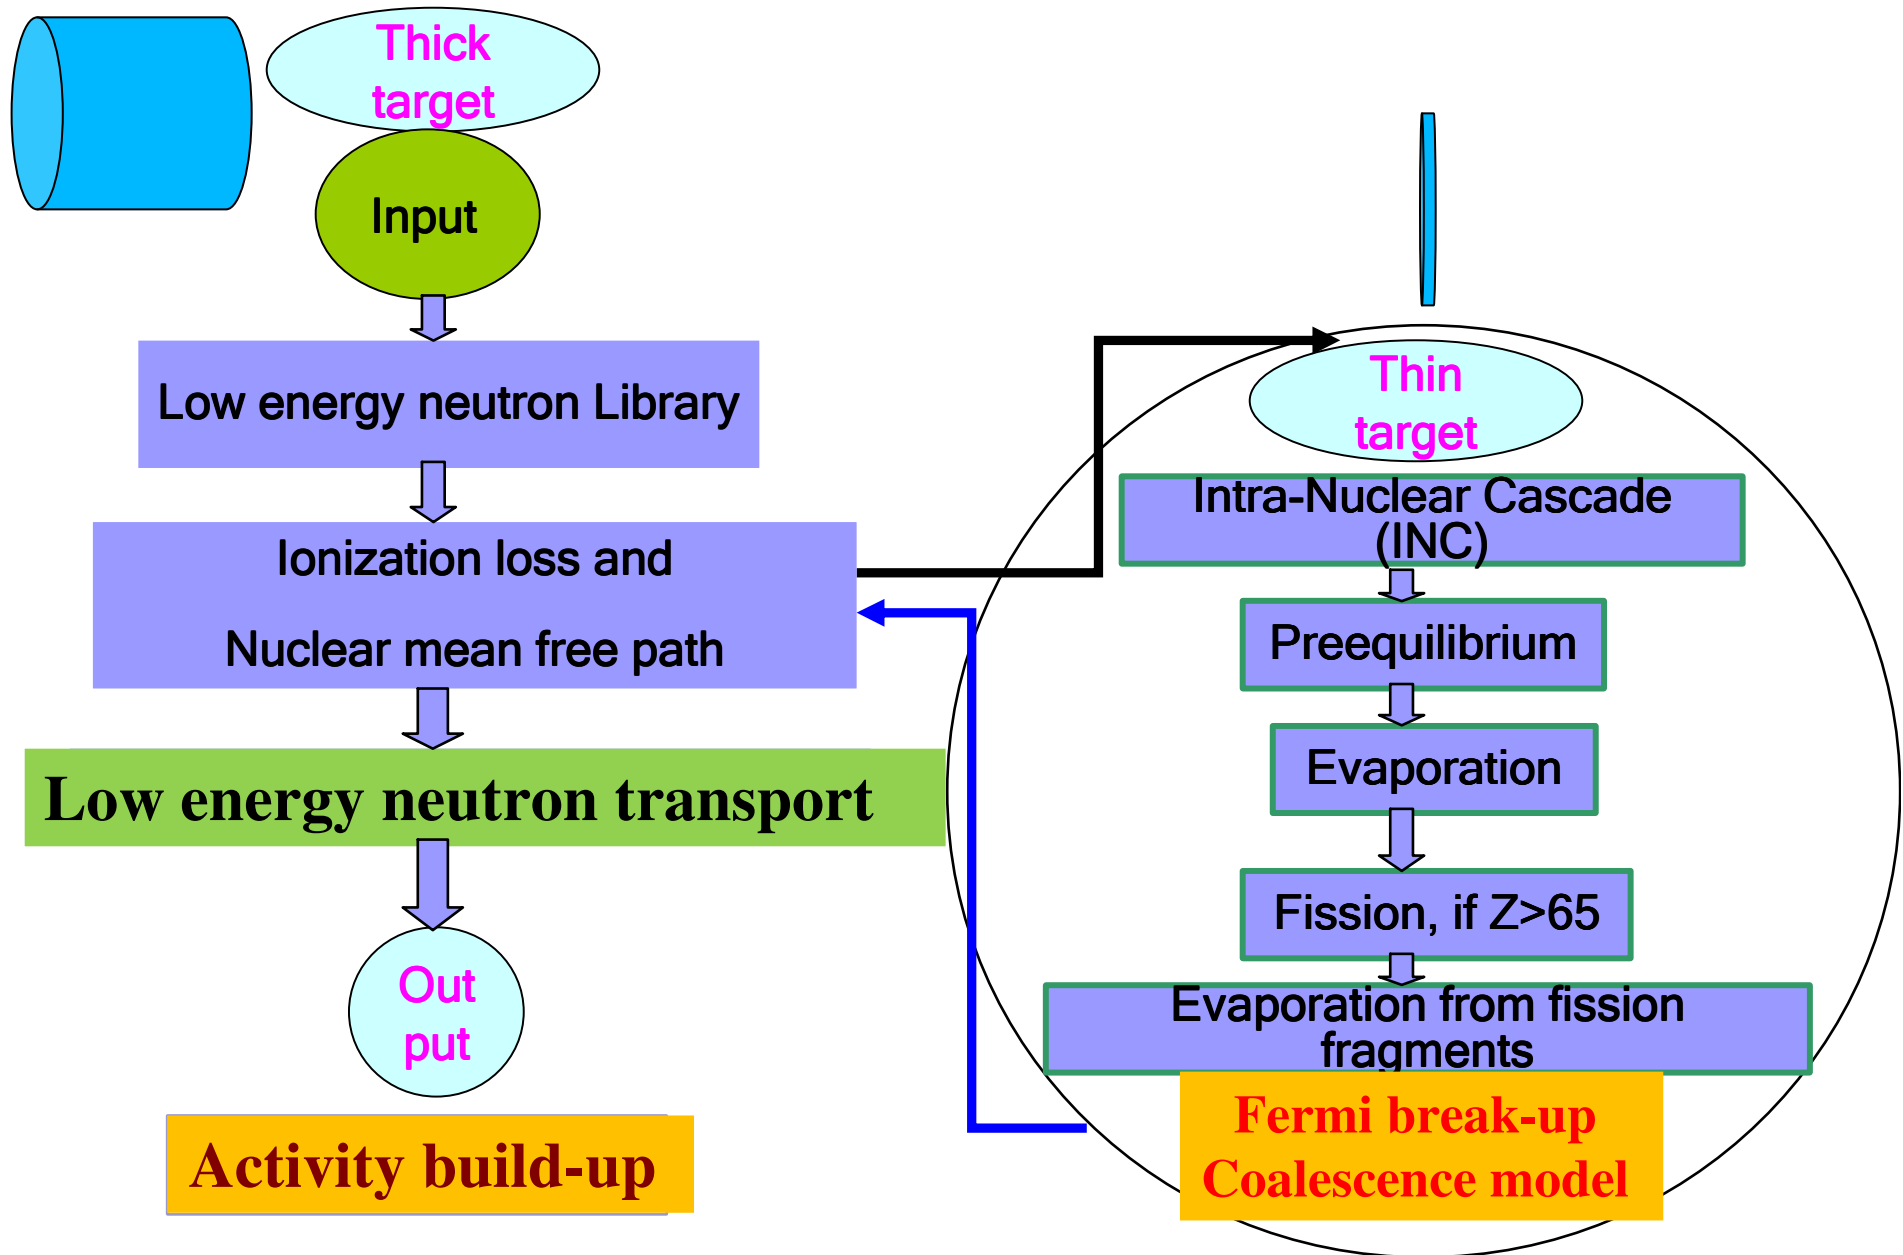 Thick
target
Input
Low energy neutron Library
Ionization loss and
Nuclear mean free path
Low energy neutron transport
Out
put
Activity build-up
Thin
target
Intra-Nuclear Cascade
(INC)
Preequilibrium
Evaporation
Fission, if Z>65
Evaporation from fission
fragments
Fermi break-up
Coalescence model